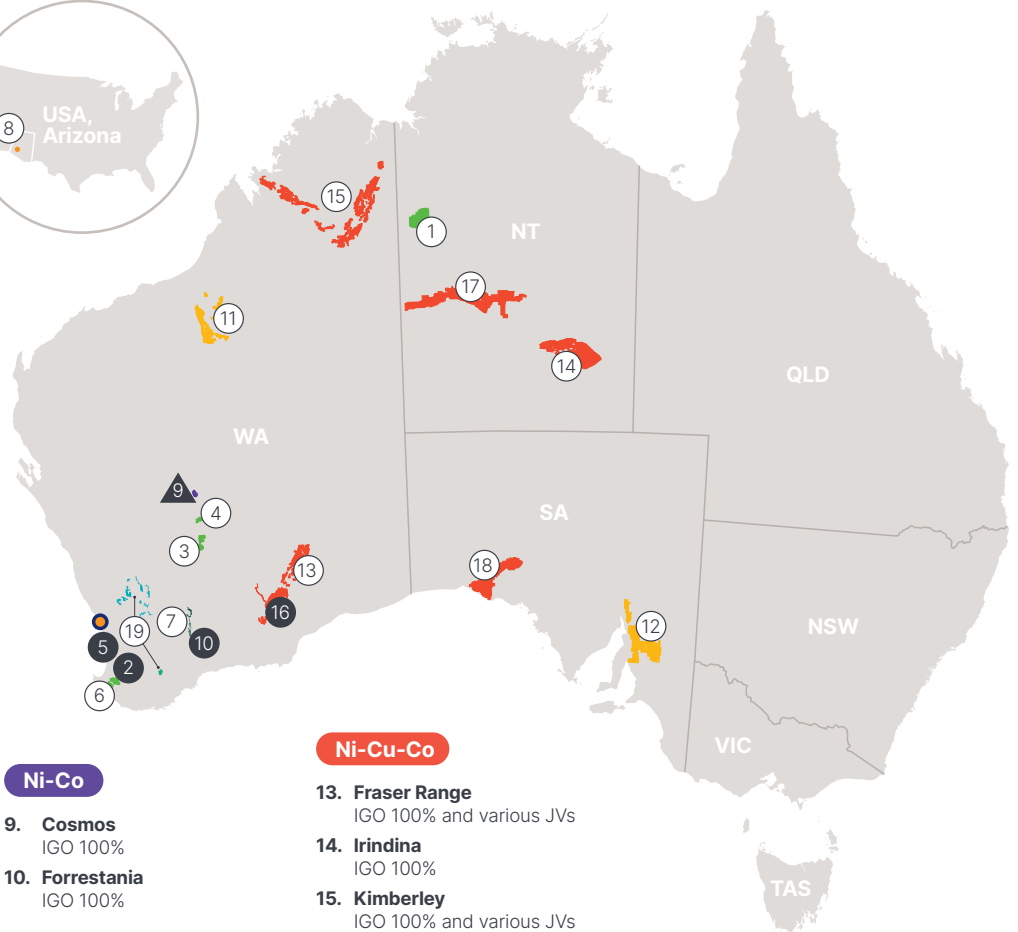 USA,
Arizona
8
15
1
NT
17
11
14
QLD
WA
9
4
SA
3
18
13
16
7
12
19
NSW
10
5
2
6
VIC
TAS
Ni-Co
9. Cosmos
IGO 100%
10. Forrestania
IGO 100%
Ni-Cu-Co
13. Fraser Range
IGO 100% and various JVs
14. Irindina
IGO 100%
15. Kimberley
IGO 100% and various JVs